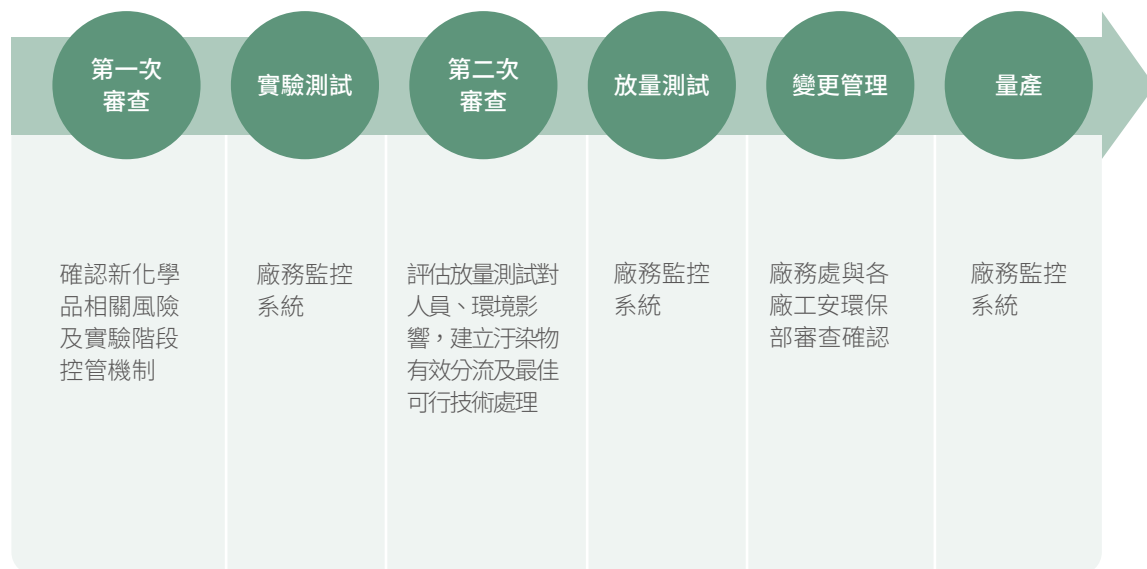 第一次
審查
實驗測試
第二次
審查
放量測試
變更管理
量產
確認新化學
品相關風險
及實驗階段
控管機制
廠務監控
系統
評估放量測試對
人員、環境影
響，建立汙染物
有效分流及最佳
可行技術處理
廠務監控
系統
廠務處與各
廠工安環保
部審查確認
廠務監控
系統